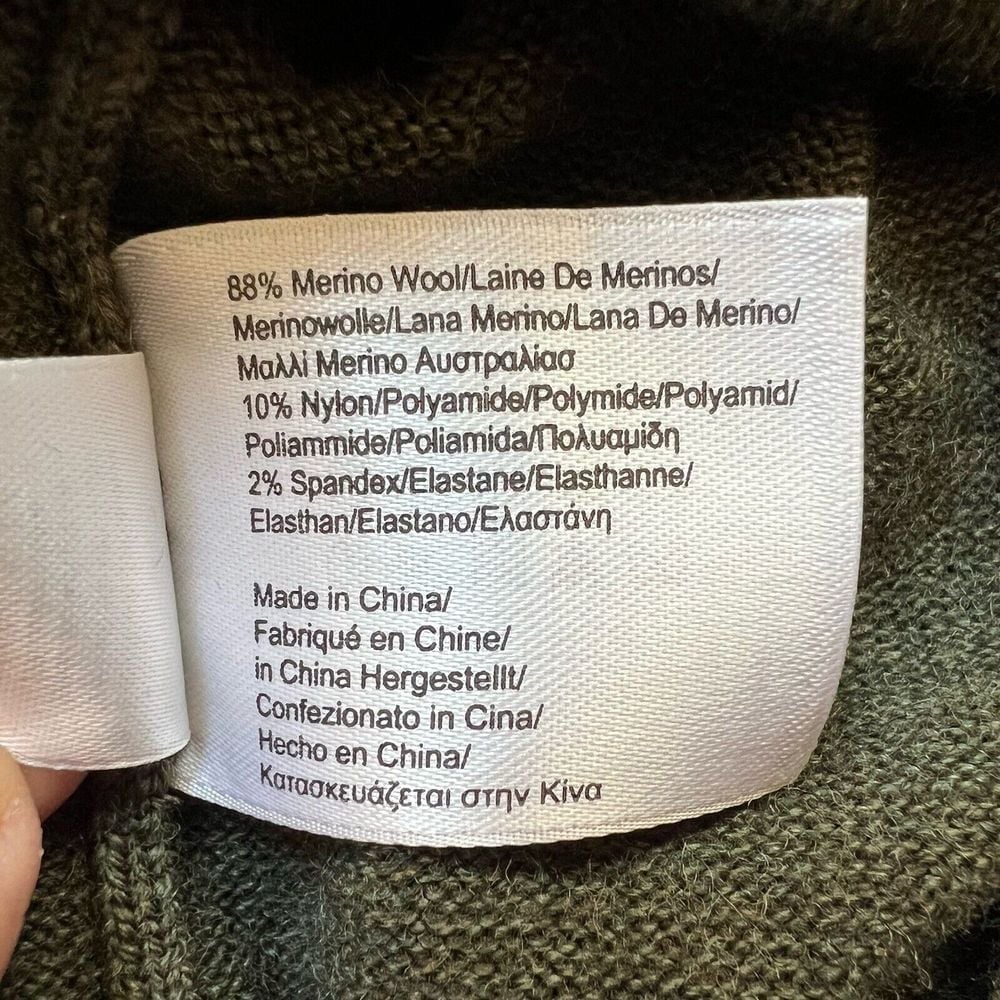 88% Merino Wool/Laine De Merinos/
Merinowolle/Lana Merino/Lana De Merino/
Μαλλί Merino Αυστραλίασ
10% Nylon/Polyamide/Polymide/Polyamid/
Poliammide/Poliamida/Πολυαμιδη
2% Spandex/Elastane/Elasthanne/
Elasthan/Elastano/Ελαστάνη
Made in China/
Fabriqué en Chine/
in China Hergestellt/
Confezionato in Cina/
Hecho en China/
Κατασκευάζεται στην Κίνα